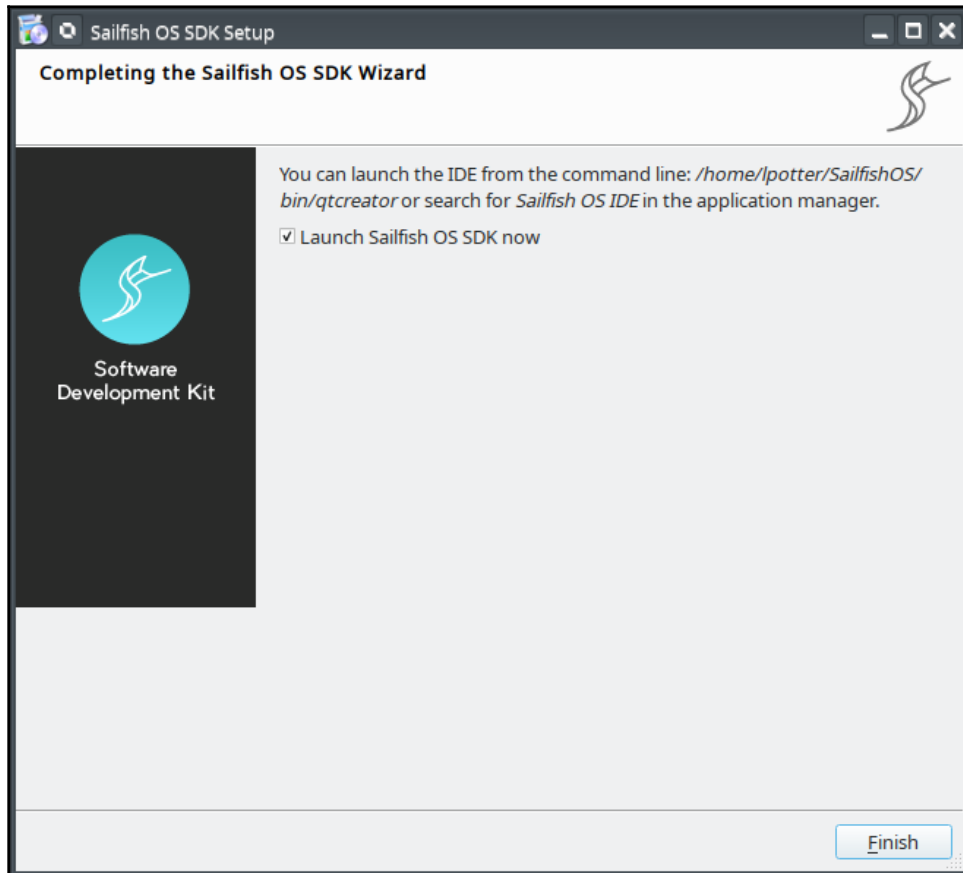 Sailfish OS SDK Setup
Completing the Sailfish OS SDK Wizard
You can launch the IDE from the command line: /home/lpotter/SailfishOS/
bin/qtcreator or search for Sailfish OS IDE in the application manager.
Launch Sailfish OS SDK now
Software
Development Kit
Finish